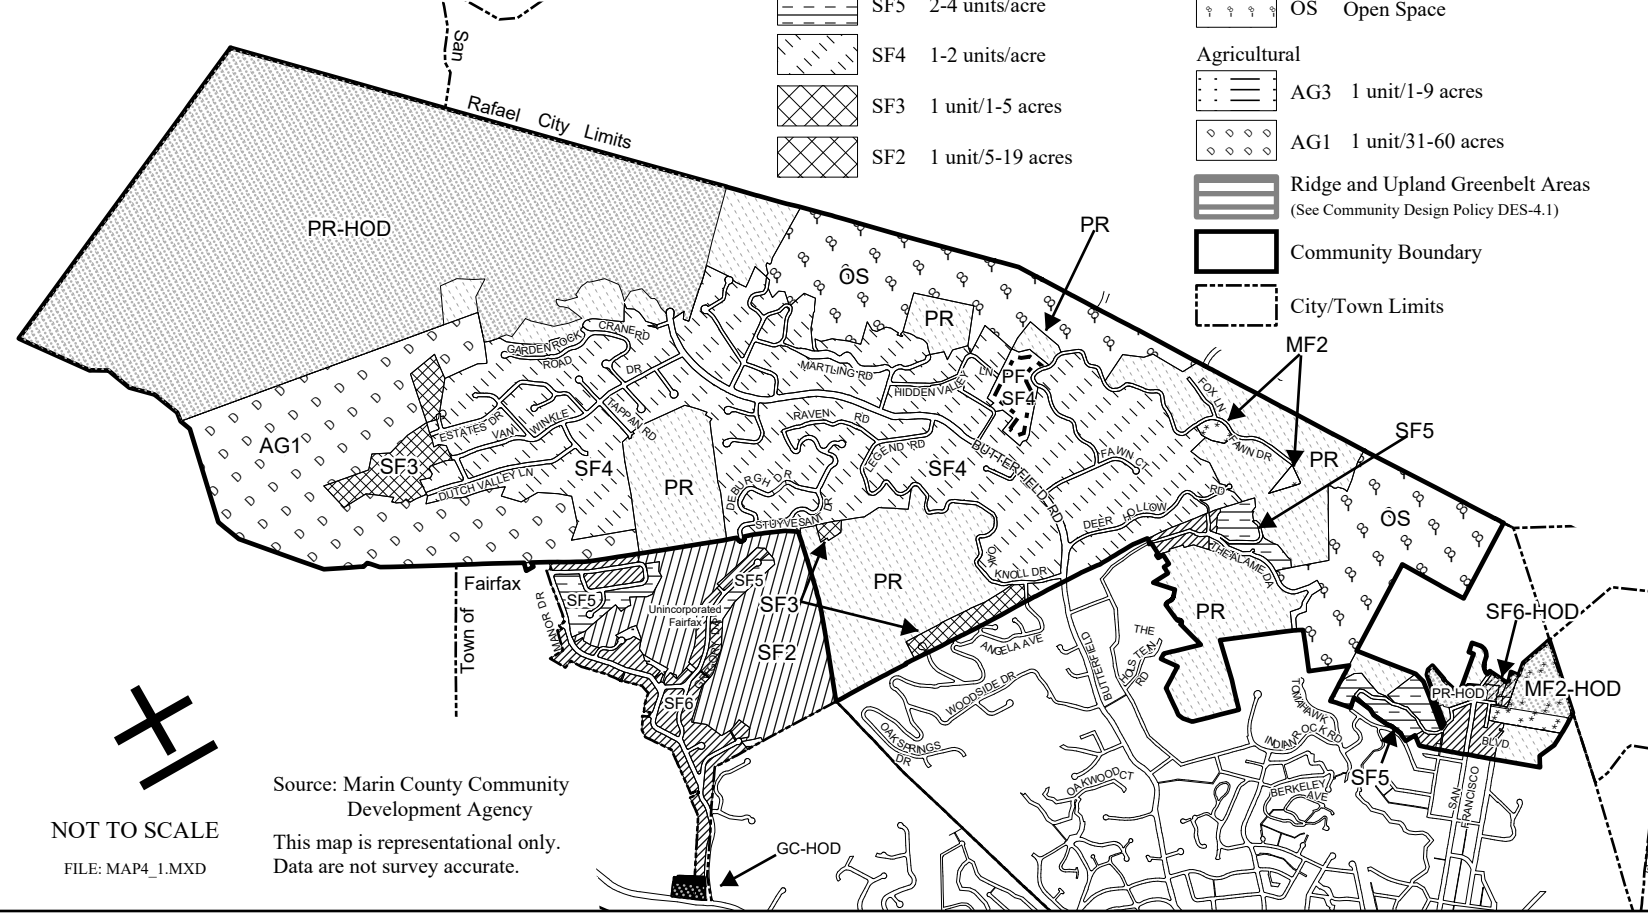 SF5 2-4 units/acre
OS Open Space
SF4 1-2 units/acre
Agricultural
SF3 1 unit/1-5 acres
AG3 1 unit/1-9 acres
SF2 1 unit/5-19 acres
AG1 1 unit/31-60 acres
Ridge and Upland Greenbelt Areas
(See Community Design Policy DES-4.1)
Community Boundary
City/Town Limits
San
Rafael City Limits
PR-HOD
PR
OS
PR
MF2
GARDEN ROCK
ROAD
CRANE RD
DR
MARTLING RD
HIDDEN VALLEY
LN
PF
SF4
FOX LN
FAWN DR
SF5
ESTATES DR
VAN WINKLE
TAPPAN RD
RAVEN RD
LEGEND RD
BUTTERFIELD RD
FAWN CT
AG1
SF3
SF4
SF4
PR
PR
DUTCH VALLEY LN
DEBURGH DR
STUYVESANT
DR
DEER HOLLOW
RD
OS
THE ALAMEDA
OAK
KNOLL DR
PR
PR
Fairfax
Town of
MANOR DR
SF5
SF5
Unincorporated
Fairfax
SF3
SF2
SF6
ANGELA AVE
WOODSIDE DR
OAK SPRINGS
DR
BUTTERFIELD
THE
HOLSTEN
RD
SF6-HOD
PR-HOD
MF2-HOD
BLVD
TOMAHAWK
INDIAN ROCK RD
SF5
OAKWOOD CT
BERKELEY
AVE
SAN
FRANCISCO
GC-HOD
NOT TO SCALE
FILE: MAP4_1.MXD
Source: Marin County Community
Development Agency
This map is representational only.
Data are not survey accurate.